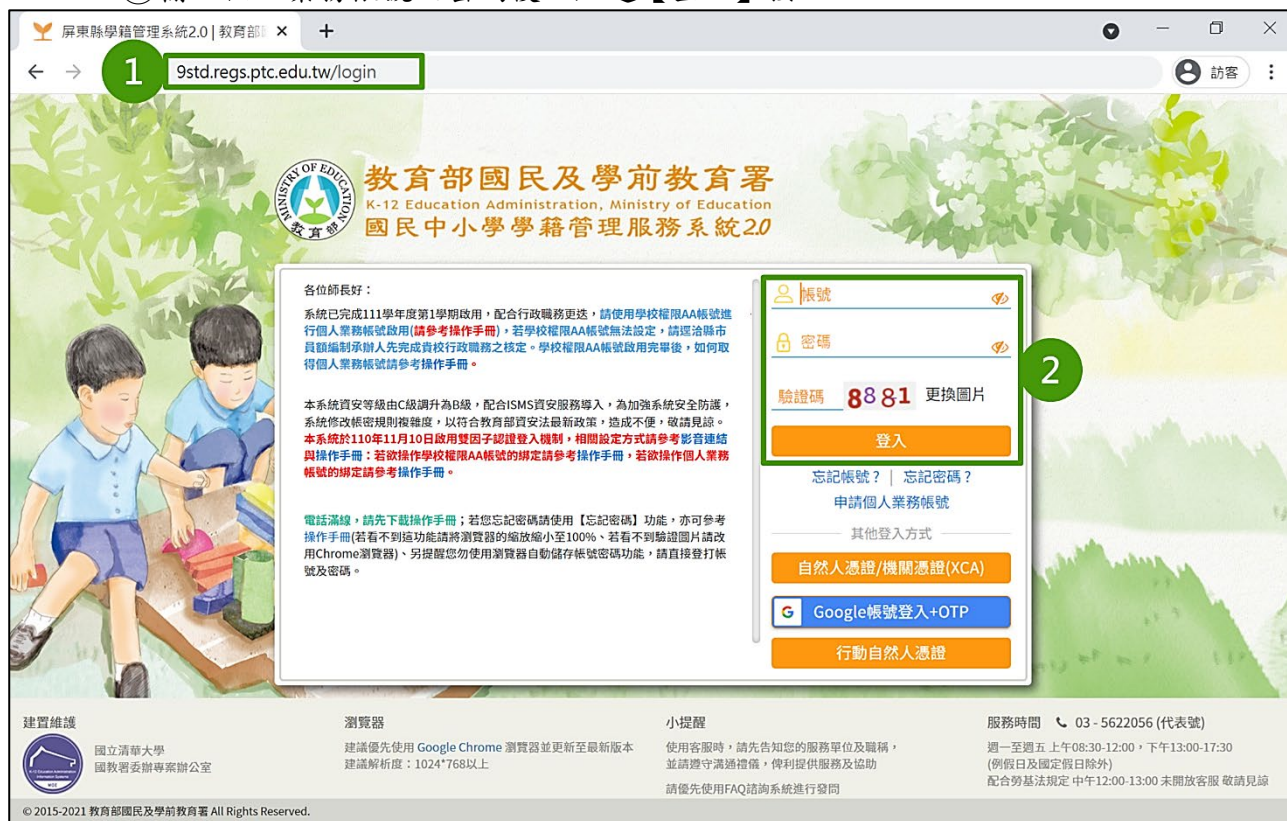 屏東縣學籍管理系統2.0 | 教育部
1
9std.regs.ptc.edu.tw/login
訪客
MINISTRY OF EDUCATION
教育部
教育部國民及學前教育署
K-12 Education Administration, Ministry of Education
國民中小學學籍管理服務系統2.0
各位師長好：
系統已完成111學年度第1學期啟用，配合行政職務更迭，請使用學校權限AA帳號進
行個人業務帳號啟用(請參考操作手冊)，若學校權限AA帳號無法設定，請逕洽縣市
員額編制承辦人先完成貴校行政職務之核定。學校權限AA帳號啟用完畢後，如何取
得個人業務帳號請參考操作手冊。
本系統資安等級由C級調升為B級，配合ISMS資安服務導入，為加強系統安全防護，
系統修改帳密規則複雜度，以符合教育部資安法最新政策，造成不便，敬請見諒。
本系統於110年11月10日啟用雙因子認證登入機制，相關設定方式請參考影音連結
與操作手冊：若欲操作學校權限AA帳號的綁定請參考操作手冊，若欲操作個人業務
帳號的綁定請參考操作手冊。
電話滿線，請先下載操作手冊；若您忘記密碼請使用【忘記密碼】功能，亦可參考
操作手冊(若看不到這功能請將瀏覽器的縮放縮小至100%、若看不到驗證圖片請改
用Chrome瀏覽器)、另提醒您勿使用瀏覽器自動儲存帳號密碼功能，請直接登打帳
號及密碼。
帳號
密碼
驗證碼 8881 更換圖片
登入
2
忘記帳號？ | 忘記密碼？
申請個人業務帳號
其他登入方式
自然人憑證/機關憑證(XCA)
G Google帳號登入+OTP
行動自然人憑證
建置維護
國立清華大學
國教署委辦專案辦公室
瀏覽器
建議優先使用 Google Chrome 瀏覽器並更新至最新版本
建議解析度：1024*768以上
小提醒
使用客服時，請先告知您的服務單位及職稱，
並請遵守溝通禮儀，俾利提供服務及協助
請優先使用FAQ諮詢系統進行發問
服務時間 03 - 5622056 (代表號)
週一至週五 上午08:30-12:00，下午13:00-17:30
(例假日及國定假日除外)
配合勞基法規定 中午12:00-13:00 未開放客服 敬請見諒
© 2015-2021 教育部國民及學前教育署 All Rights Reserved.